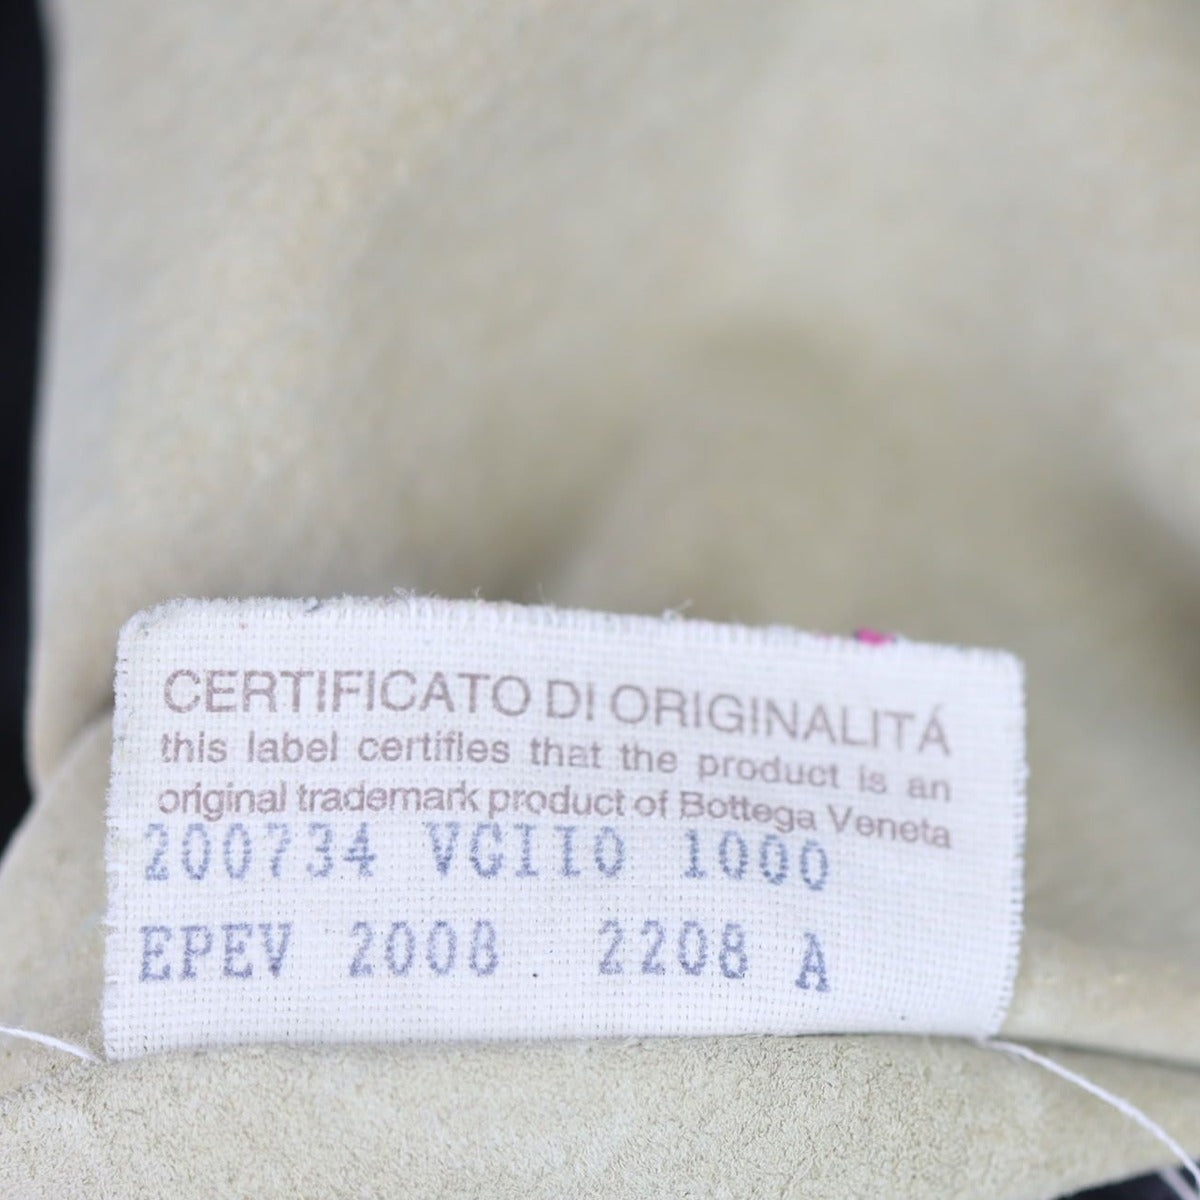 CERTIFICATO DI ORIGINALITÁ
this label certifies that the product is an
original trademark product of Bottega Veneta
200734 VGII0 1000
EPEV 2008 2208 A